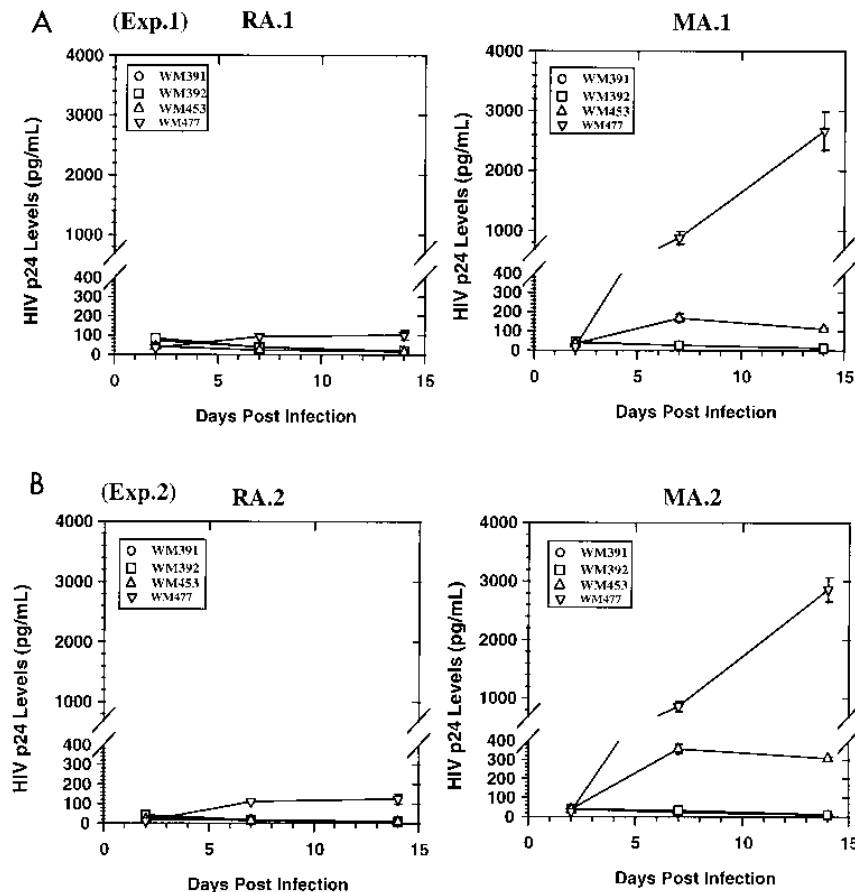 A
(Exp.1) RA.1
HIV p24 Levels (pg/mL)
4000
3000
2000
1000
400
300
200
100
0
WM391
WM392
WM453
WM477
0 5 10 15
Days Post Infection
MA.1
HIV p24 Levels (pg/mL)
4000
3000
2000
1000
400
300
200
100
0
WM391
WM392
WM453
WM477
0 5 10 15
Days Post Infection
B
(Exp.2) RA.2
HIV p24 Levels (pg/mL)
4000
3000
2000
1000
400
300
200
100
0
WM391
WM392
WM453
WM477
0 5 10 15
Days Post Infection
MA.2
HIV p24 Levels (pg/mL)
4000
3000
2000
1000
400
300
200
100
0
WM391
WM392
WM453
WM477
0 5 10 15
Days Post Infection